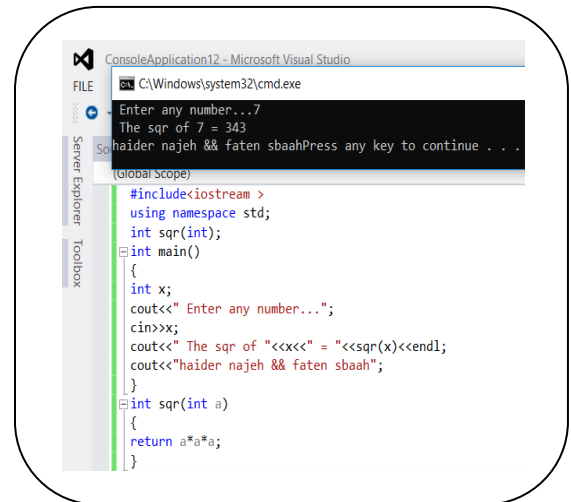 ConsoleApplication12 - Microsoft Visual Studio
FILE
C:\Windows\system32\cmd.exe
Enter any number...7
The sqr of 7 = 343
haider najeh && faten sbaahPress any key to continue . . .
Server Explorer
Toolbox
So
(Global Scope)
#include<iostream >
using namespace std;
int sqr(int);
int main()
{
int x;
cout<<" Enter any number...";
cin>>x;
cout<<" The sqr of "<<x<<" = "<<sqr(x)<<endl;
cout<<"haider najeh && faten sbaah";
}
int sqr(int a)
{
return a*a*a;
}